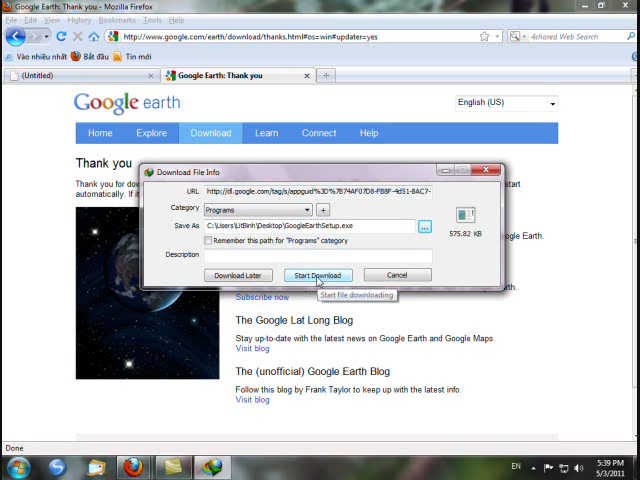 Google Earth: Thank you - Mozilla Firefox
File Edit View History Bookmarks Tools Help
http://www.google.com/earth/download/thanks.html#os=win#updater=yes
4shared Web Search
Vào nhiều nhất Bắt đầu Tin mới
(Untitled)
Google Earth: Thank you
Google earth
English (US)
Home Explore Download Learn Connect Help
Thank you
Thank you for dow
start
automatically. If it
Download File Info
URL http://dl.google.com/tag/s/appguid%3D%7B74AF07D8-FB8F-4d51-8AC7-
Category Programs +
Save As C:\Users\UtBinh\Desktop\GoogleEarthSetup.exe ...
575.82 KB
Remember this path for "Programs" category
Description
Download Later Start Download Cancel
Start file downloading
Subscribe now
The Google Lat Long Blog
Stay up-to-date with the latest news on Google Earth and Google Maps.
Visit blog
The (unofficial) Google Earth Blog
Follow this blog by Frank Taylor to keep up with the latest info.
Visit blog
Done
EN
5:39 PM
5/3/2011